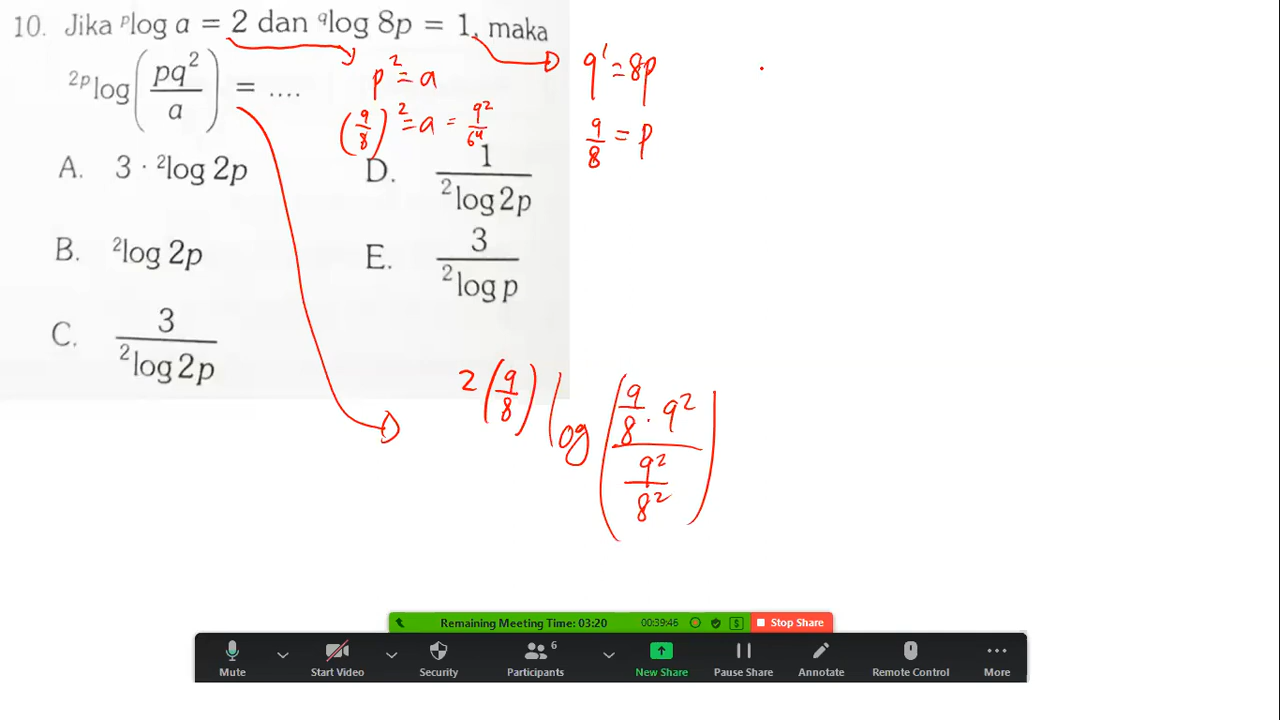 10. Jika ᵖlog a = 2 dan ᑫlog 8p = 1, maka
²ᵖlog(pq²/a) = ....
A. 3 · ²log 2p
B. ²log 2p
C. 3/²log 2p
D. 1/²log 2p
E. 3/²log p
p² = a
(q/8)² = a = q²/64
q¹ = 8p
q/8 = p
2(q/8) log (q/8 · q² / q²/8²)
Remaining Meeting Time: 03:20
00:39:46
$
Stop Share
Mute
Start Video
Security
6
Participants
New Share
Pause Share
Annotate
Remote Control
More